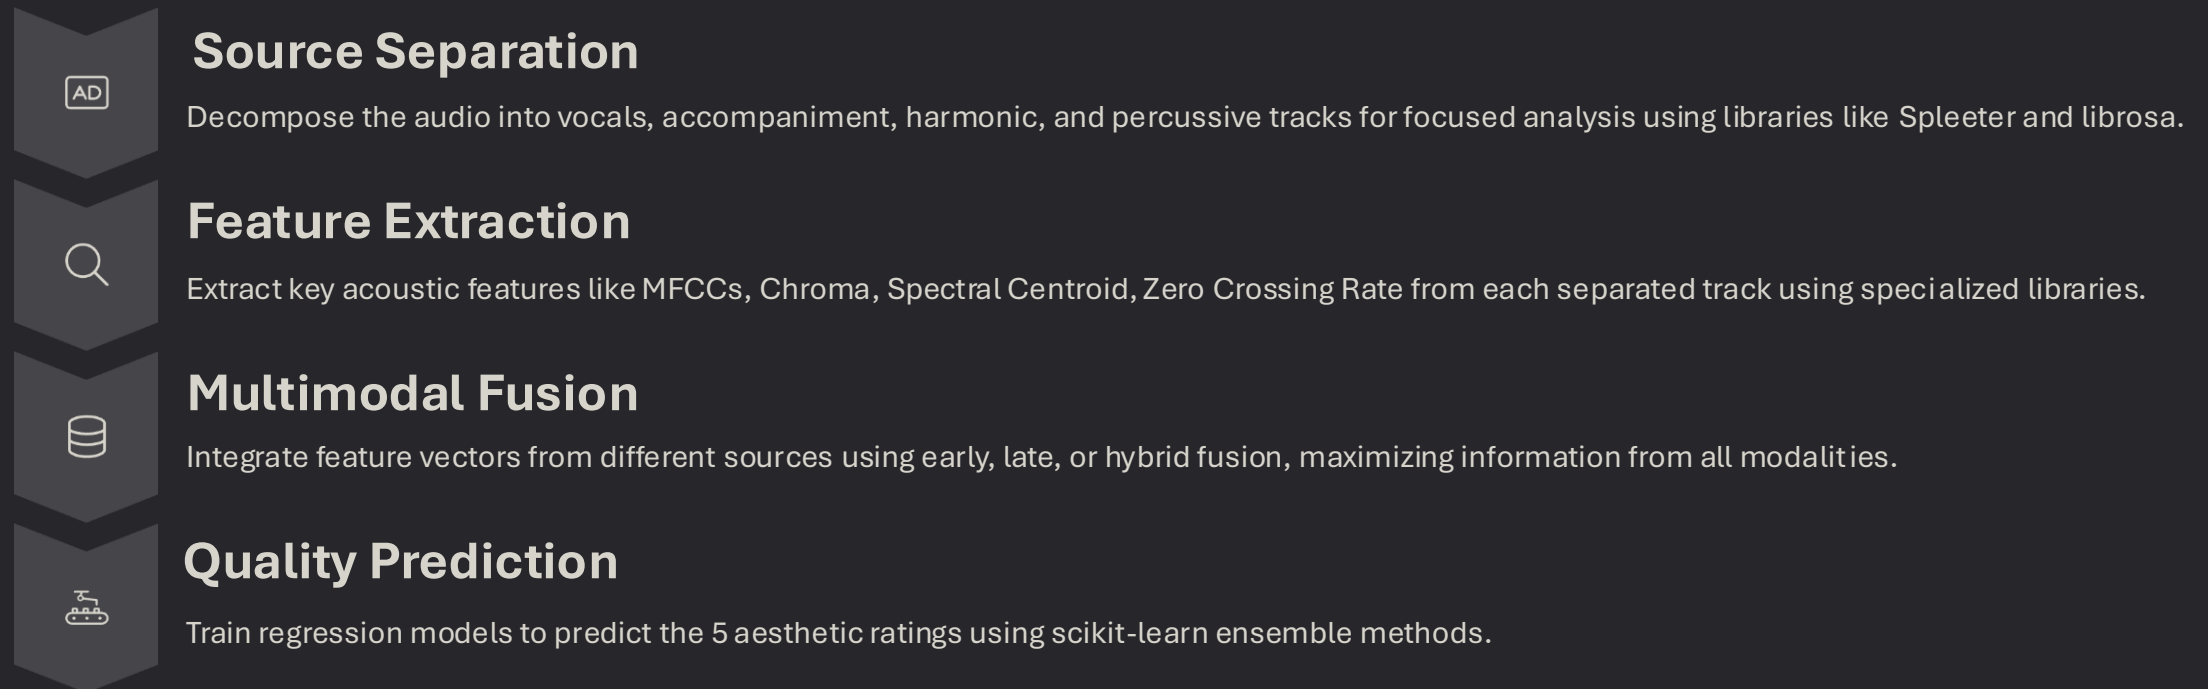 AD
Source Separation
Decompose the audio into vocals, accompaniment, harmonic, and percussive tracks for focused analysis using libraries like Spleeter and librosa.
Feature Extraction
Extract key acoustic features like MFCCs, Chroma, Spectral Centroid, Zero Crossing Rate from each separated track using specialized libraries.
Multimodal Fusion
Integrate feature vectors from different sources using early, late, or hybrid fusion, maximizing information from all modalities.
Quality Prediction
Train regression models to predict the 5 aesthetic ratings using scikit-learn ensemble methods.